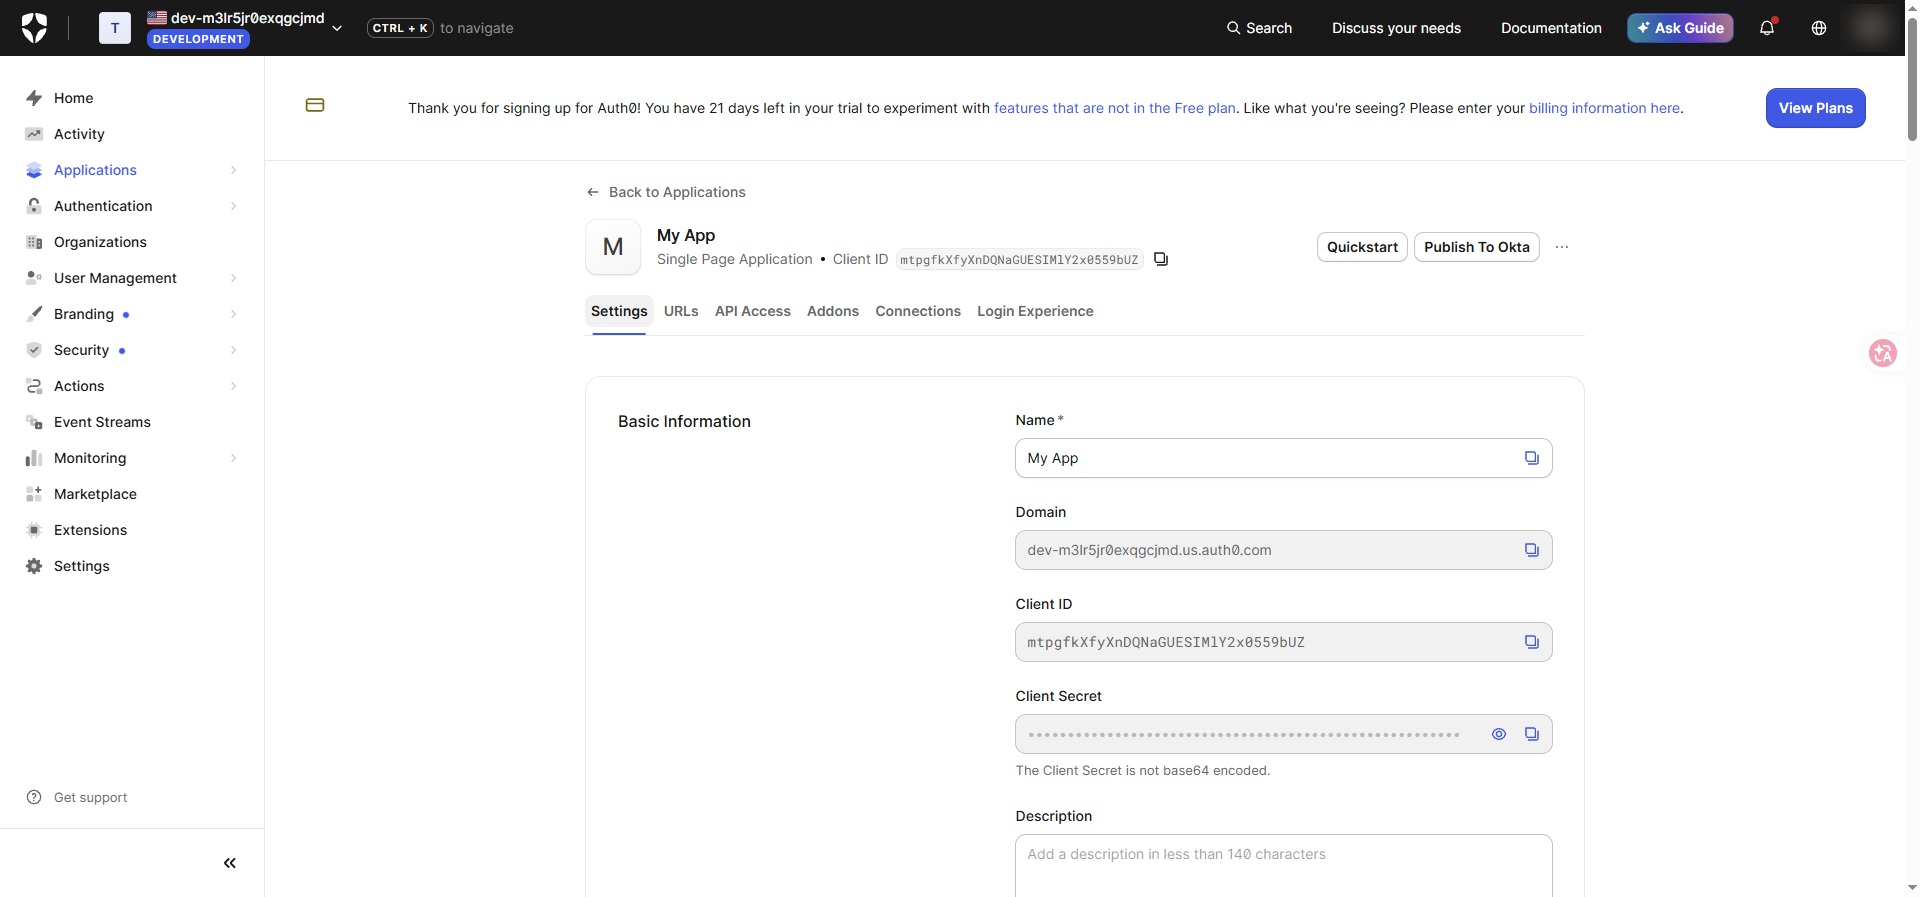 T
dev-m3lr5jr0exqgcjmd
DEVELOPMENT
CTRL + K to navigate
Search
Discuss your needs
Documentation
Ask Guide
Home
Activity
Applications
Authentication
Organizations
User Management
Branding
Security
Actions
Event Streams
Monitoring
Marketplace
Extensions
Settings
Get support
Thank you for signing up for Auth0! You have 21 days left in your trial to experiment with features that are not in the Free plan. Like what you're seeing? Please enter your billing information here.
View Plans
Back to Applications
M
My App
Single Page Application • Client ID mtpgfkXfyXnDQNaGUESIMlY2x0559bUZ
Quickstart
Publish To Okta
Settings
URLs
API Access
Addons
Connections
Login Experience
Basic Information
Name *
My App
Domain
dev-m3lr5jr0exqgcjmd.us.auth0.com
Client ID
mtpgfkXfyXnDQNaGUESIMlY2x0559bUZ
Client Secret
The Client Secret is not base64 encoded.
Description
Add a description in less than 140 characters